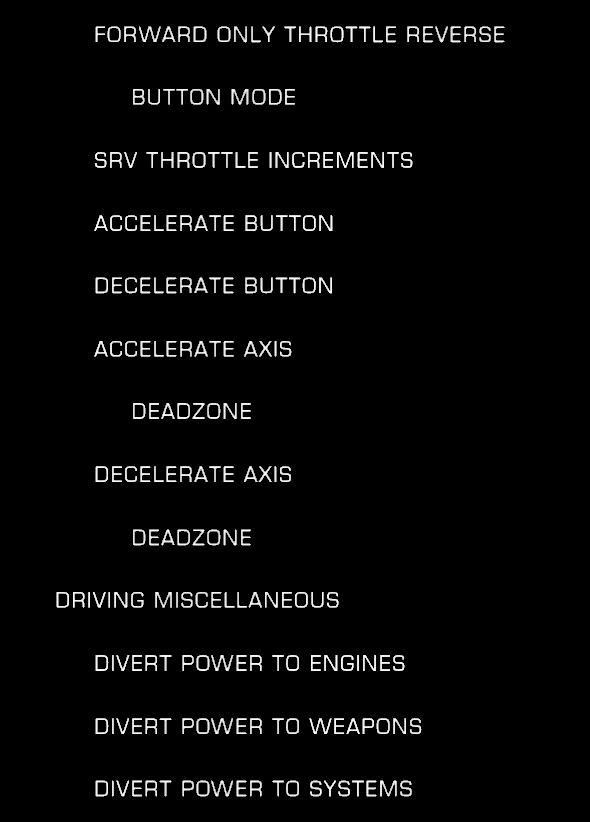 FORWARD ONLY THROTTLE REVERSE
BUTTON MODE
SRV THROTTLE INCREMENTS
ACCELERATE BUTTON
DECELERATE BUTTON
ACCELERATE AXIS
DEADZONE
DECELERATE AXIS
DEADZONE
DRIVING MISCELLANEOUS
DIVERT POWER TO ENGINES
DIVERT POWER TO WEAPONS
DIVERT POWER TO SYSTEMS